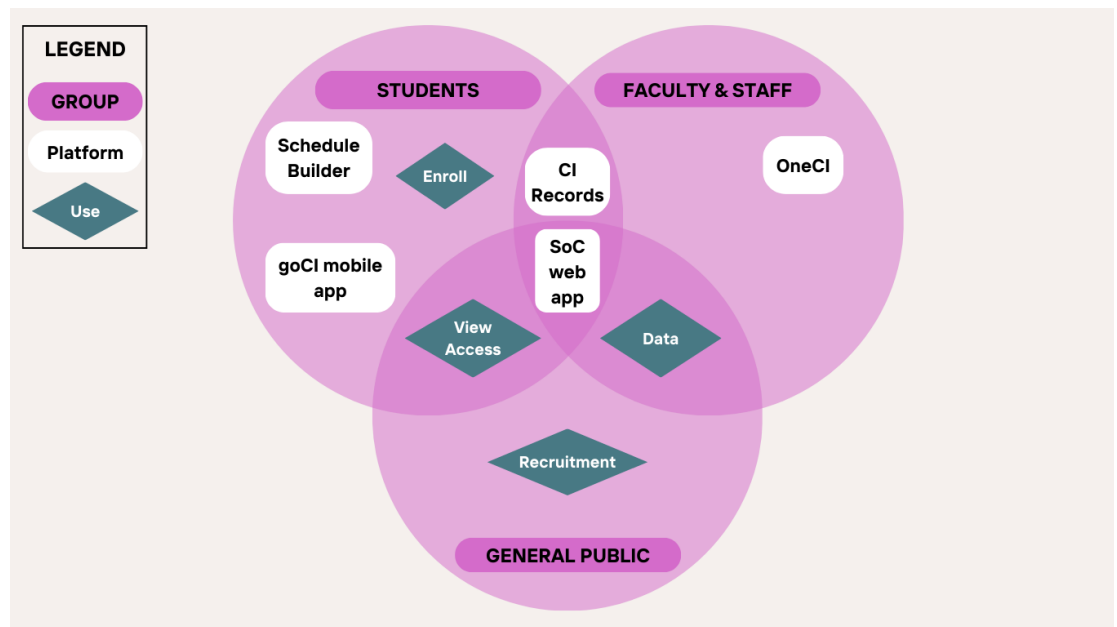 LEGEND
GROUP
Platform
Use
STUDENTS
FACULTY & STAFF
Schedule
Builder
Enroll
CI
Records
OneCI
goCI mobile
app
SoC
web
app
View
Access
Data
Recruitment
GENERAL PUBLIC